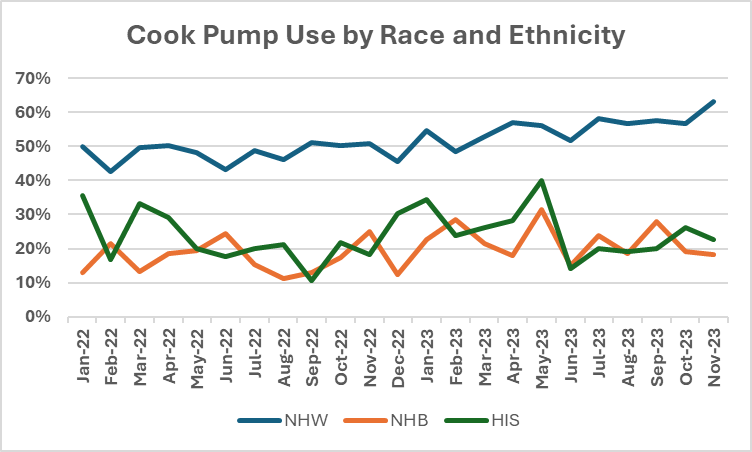 Cook Pump Use by Race and Ethnicity
70%
60%
50%
40%
30%
20%
10%
0%
Jan-22
Feb-22
Mar-22
Apr-22
May-22
Jun-22
Jul-22
Aug-22
Sep-22
Oct-22
Nov-22
Dec-22
Jan-23
Feb-23
Mar-23
Apr-23
May-23
Jun-23
Jul-23
Aug-23
Sep-23
Oct-23
Nov-23
NHW NHB HIS